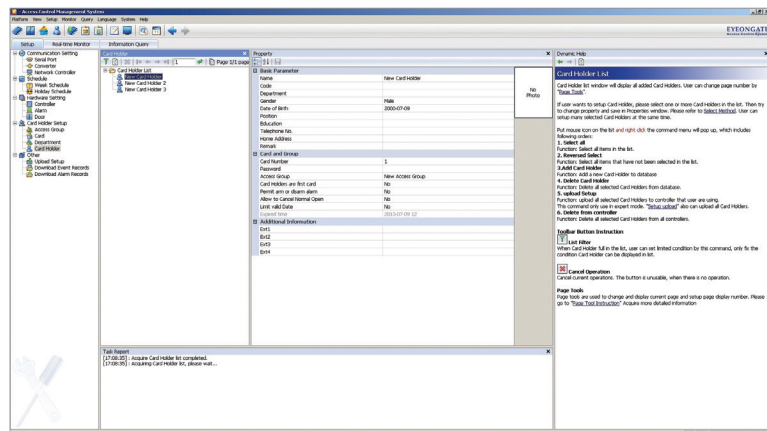 Access Control Management System
Platform View Setup Monitor Query Language System Help
EYEONGATE
Setup Real-time Monitor Information Query
Communication Setting
Serial Port
Converter
Network Controller
Schedule
Week Schedule
Holiday Schedule
Hardware Setting
Controller
Alarm
Door
Card Holder Setup
Access Group
Card
Department
Card Holder
Other
Upload Setup
Download Event Records
Download Alarm Records
Card Holder
1 Page 1/1 page
Card Holder List
New Card Holder
New Card Holder 2
New Card Holder 3
Property
Basic Parameter
Name New Card Holder
Code
Department
Gender Male
Date of Birth 2000-07-09
Position
Education
Telephone No.
Home Address
Remark
No
Photo
Card and Group
Card Number 1
Password
Access Group New Access Group
Card Holders are first card No
Permit arm or disarm alarm No
Allow to Cancel Normal Open No
Limit valid Date No
Expired time 2013-07-09 12
Additional Information
Ext1
Ext2
Ext3
Ext4
Task Report
[17:08:35] : Acquire Card Holder list completed.
[17:08:35] : Acquiring Card Holder list, please wait...
Dynamic Help
Card Holder List
Card Holder list window will display all added Card Holders. User can change page number by
"Page Tools".
If user wants to setup Card Holder, please select one or more Card Holders in the list. Then try
to change property and save in Properties window. Please refer to Select Method. User can
setup many selected Card Holders at the same time.
Put mouse icon on the list and right click the command menu will pop up, which includes
following orders:
1. Select all
Function: Select all items in the list.
2. Reversed Select
Function: Select all items that have not been selected in the list.
3.Add Card Holder
Function: Add a new Card Holder to database
4. Delete Card Holder
Function: Delete all selected Card Holders from database.
5. upload Setup
Function: upload all selected Card Holders to controller that user are using.
This command only use in expert mode. "Setup upload" also can upload all Card Holders.
6. Delete from controller
Function: Delete all selected Card Holders from all controllers.
Toolbar Button Instruction
List Filter
When Card Holder full in the list, user can set limited condition by this command, only fix the
condition Card Holder can be displayed in list.
Cancel Operation
Cancel current operations. The button is unusable, when there is no operation.
Page Tools
Page tools are used to change and display current page and setup page display number. Please
go to "Page Tool Instruction" Acquire more detailed information